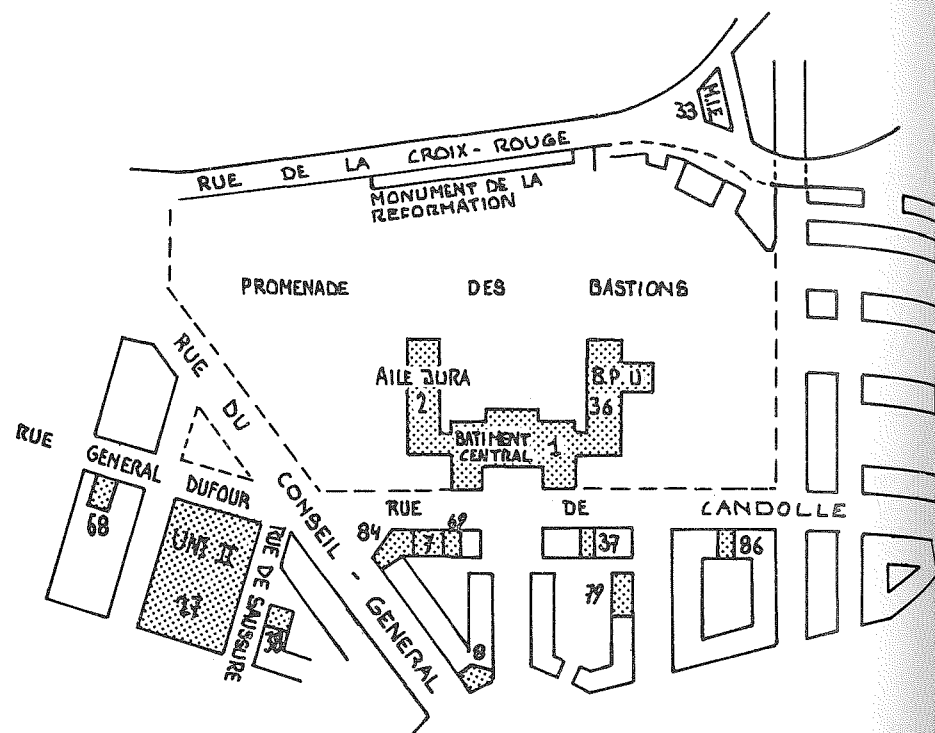 M.I.E.
33
RUE DE LA CROIX-ROUGE
MONUMENT DE LA
REFORMATION
PROMENADE DES BASTIONS
RUE DU CONSEIL-GENERAL
AILE JURA
2
B.P.U
36
BATIMENT
CENTRAL
1
RUE GENERAL DUFOUR
RUE DE CANDOLLE
68
UNI II
RUE DE SAUSSURE
84
7
69
37
86
79
8